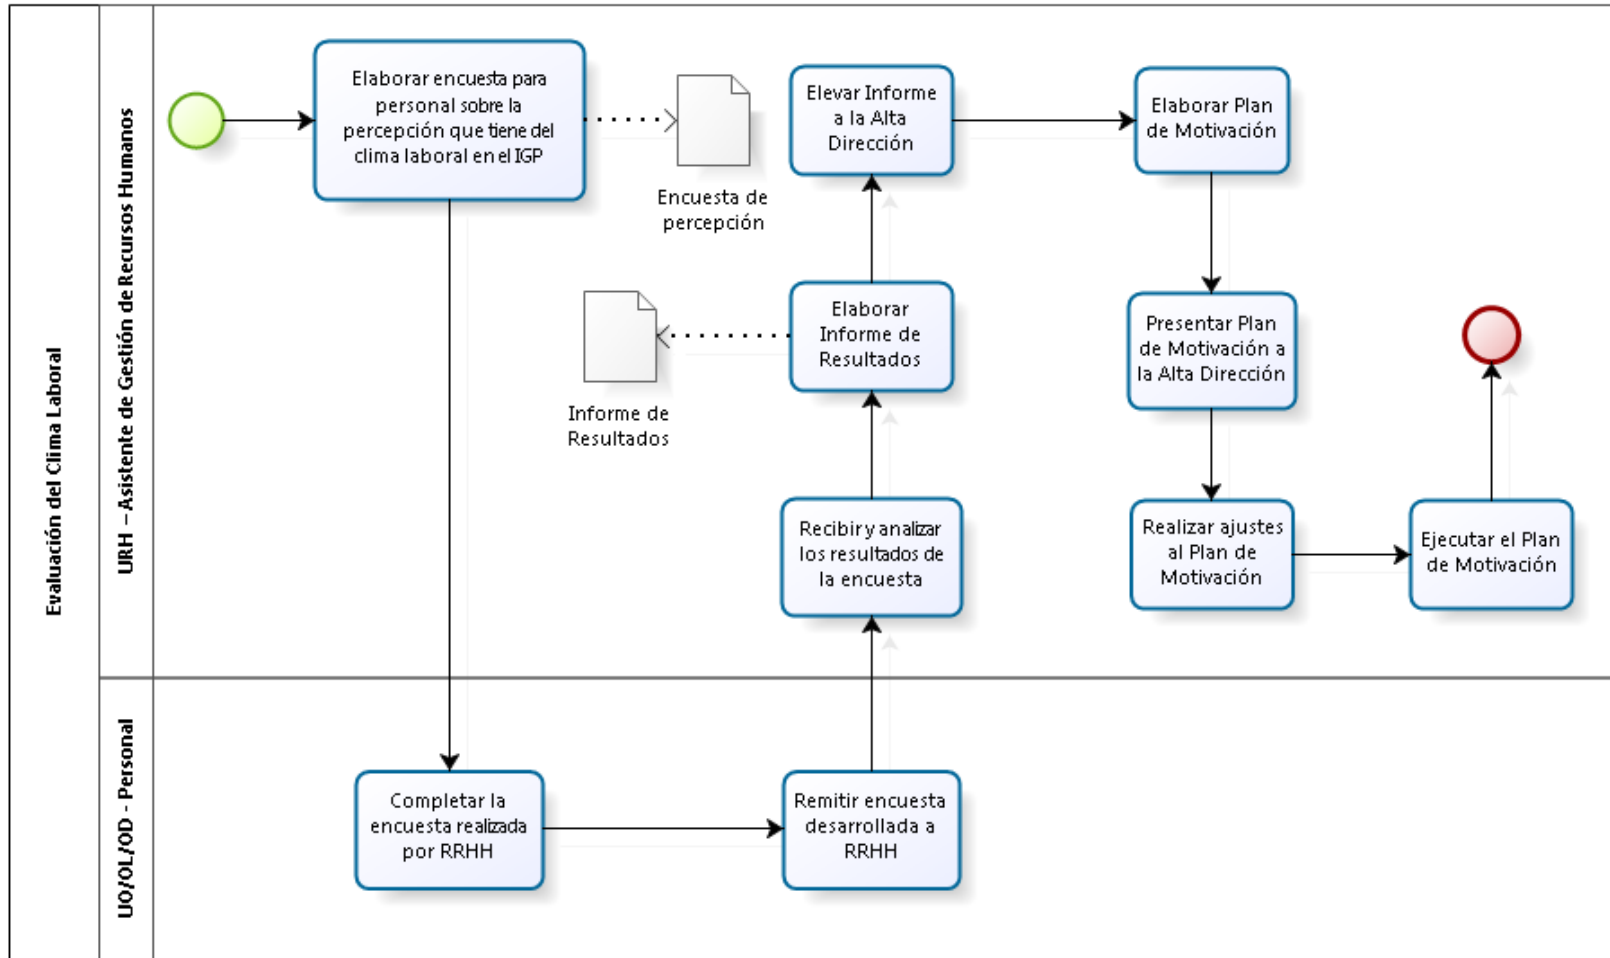 Evaluación del Clima Laboral
URH – Asistente de Gestión de Recursos Humanos
Elaborar encuesta para
personal sobre la
percepción que tiene del
clima laboral en el IGP
Encuesta de
percepción
Elevar Informe
a la Alta
Dirección
Elaborar Plan
de Motivación
Informe de
Resultados
Elaborar
Informe de
Resultados
Presentar Plan
de Motivación a
la Alta Dirección
Recibir y analizar
los resultados de
la encuesta
Realizar ajustes
al Plan de
Motivación
Ejecutar el Plan
de Motivación
UO/OL/OD - Personal
Completar la
encuesta realizada
por RRHH
Remitir encuesta
desarrollada a
RRHH